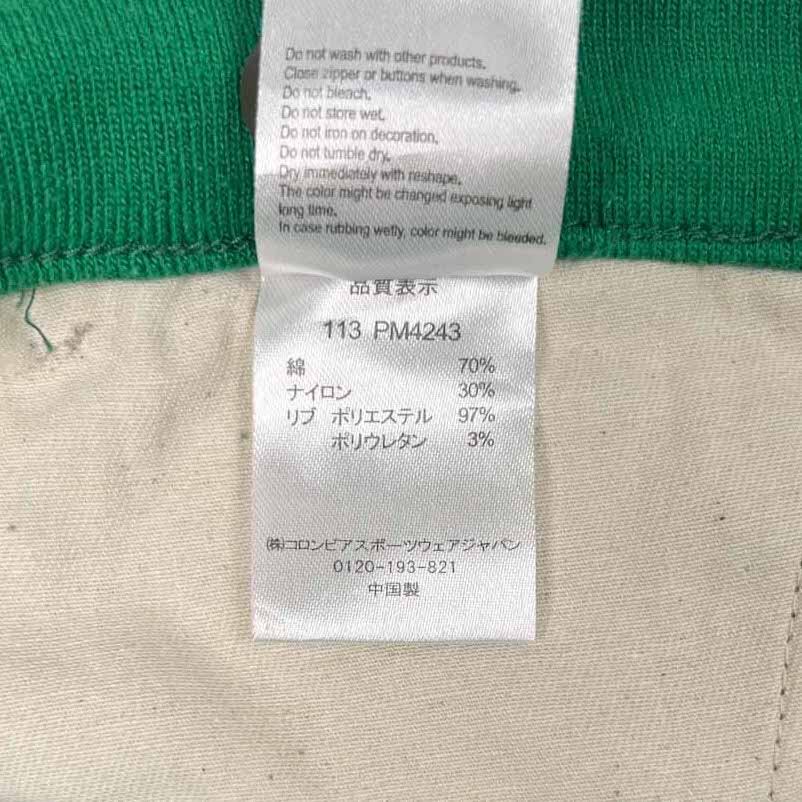 Do not wash with other products.
Close zipper or buttons when washing.
Do not bleach.
Do not store wet.
Do not iron on decoration.
Do not tumble dry.
Dry immediately with reshape.
The color might be changed exposing light
long time.
In case rubbing wetly, color might be bleeded.
品質表示
113 PM4243
綿 70%
ナイロン 30%
リブ ポリエステル 97%
ポリウレタン 3%
㈱コロンビアスポーツウェアジャパン
0120-193-821
中国製